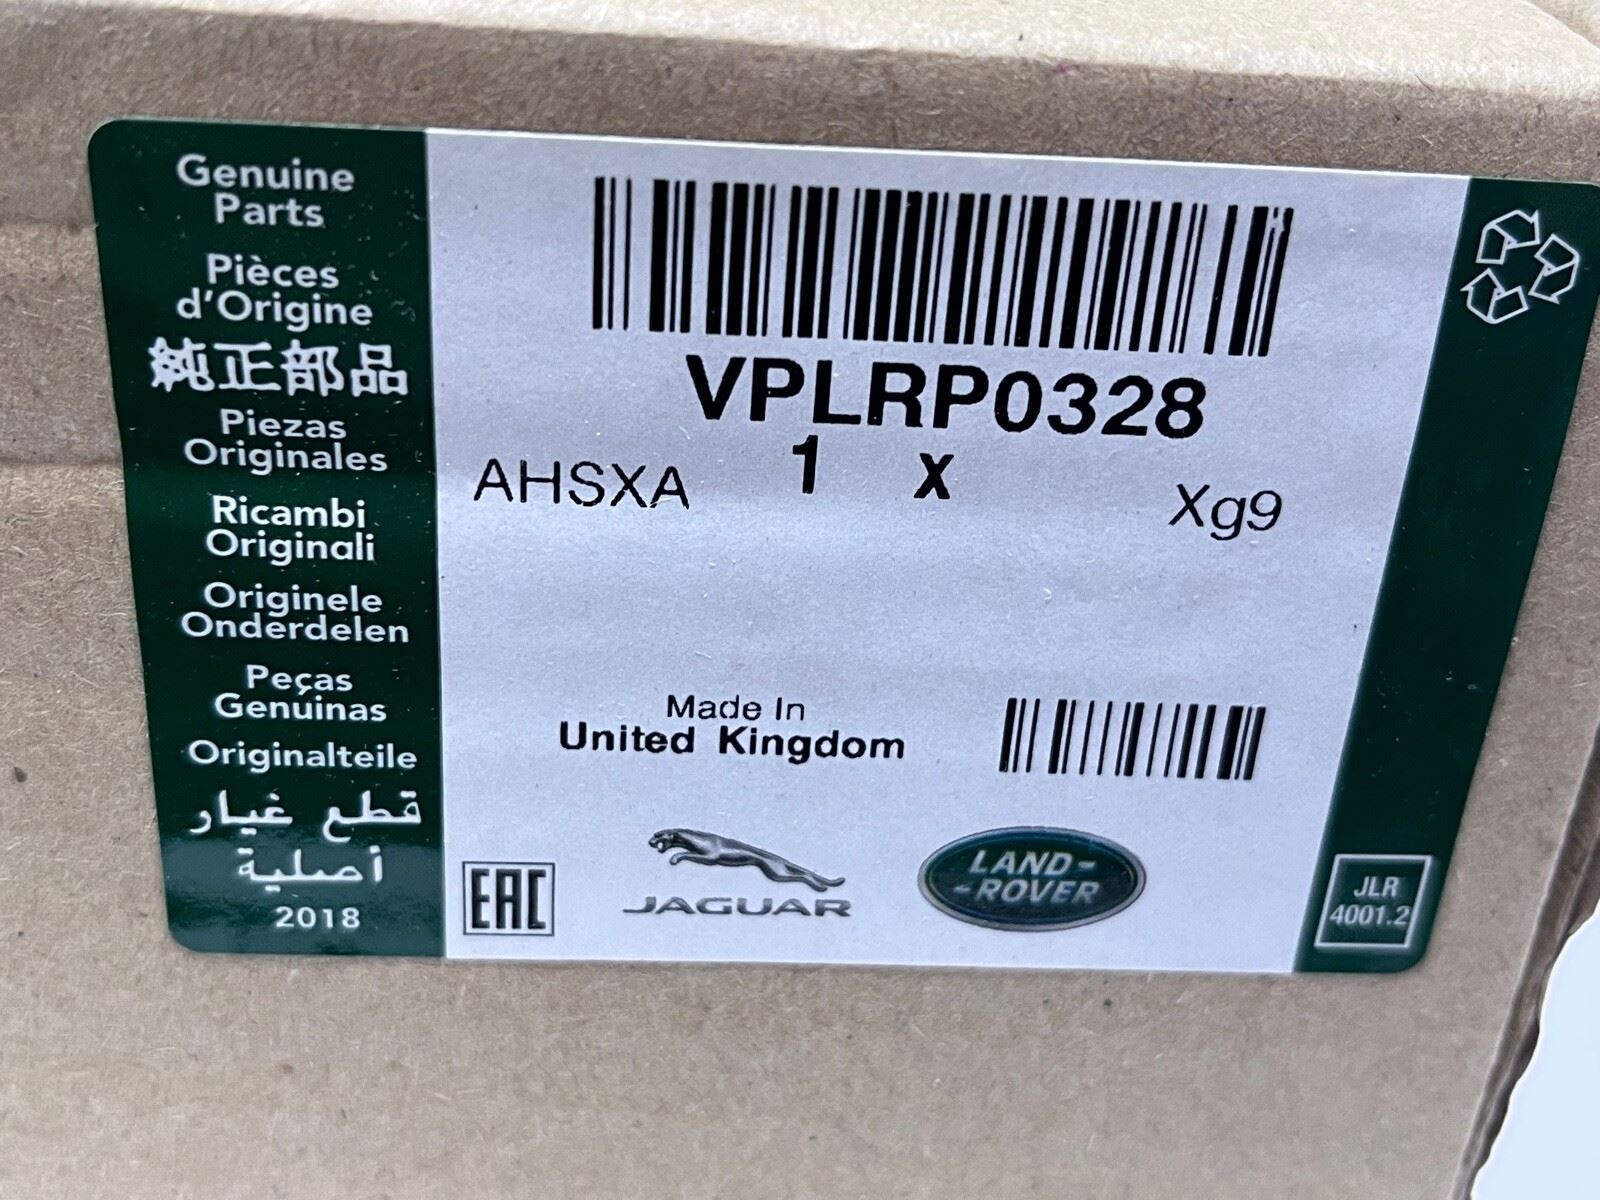 Genuine
Parts
Pièces
d'Origine
純正部品
Piezas
Originales
Ricambi
Originali
Originele
Onderdelen
Peças
Genuinas
Originalteile
قطع غيار
أصلية
2018
VPLRP0328
1 x
AHSXA
Xg9
Made In
United Kingdom
EAC
JAGUAR
LAND-
-ROVER
JLR
4001.2